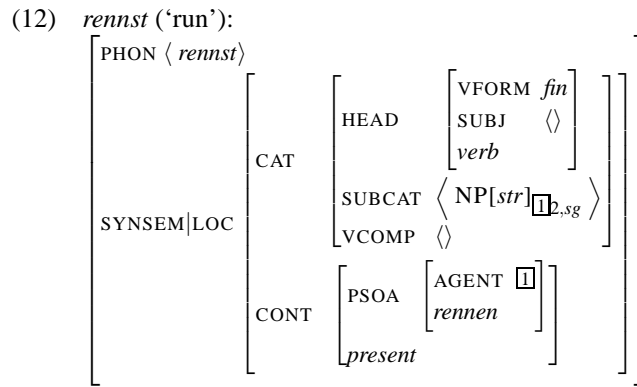 (12) rennst (‘run’):
PHON ⟨ rennst⟩
VFORM fin
HEAD SUBJ ⟨⟩
verb
CAT
SUBCAT ⟨ NP[str] 1 2,sg ⟩
SYNSEM|LOC VCOMP ⟨⟩
AGENT 1
PSOA
rennen
CONT
present